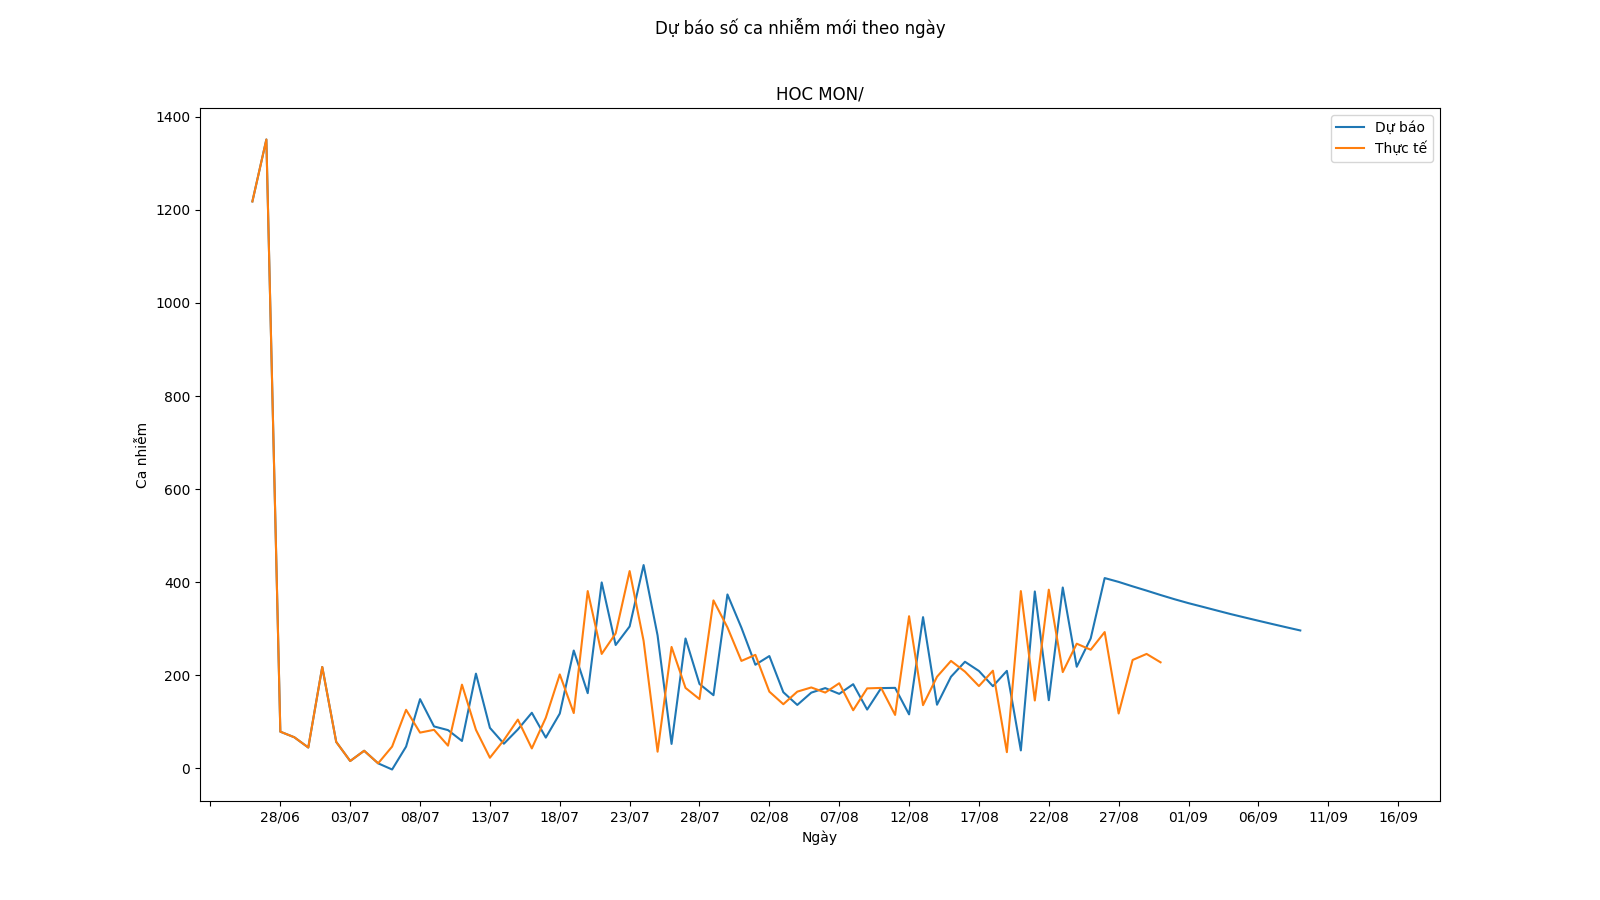 Dự báo số ca nhiễm mới theo ngày
HOC MON/
Dự báo
Thực tế
1400
1200
1000
800
600
400
200
0
Ca nhiễm
28/06 03/07 08/07 13/07 18/07 23/07 28/07 02/08 07/08 12/08 17/08 22/08 27/08 01/09 06/09 11/09 16/09
Ngày